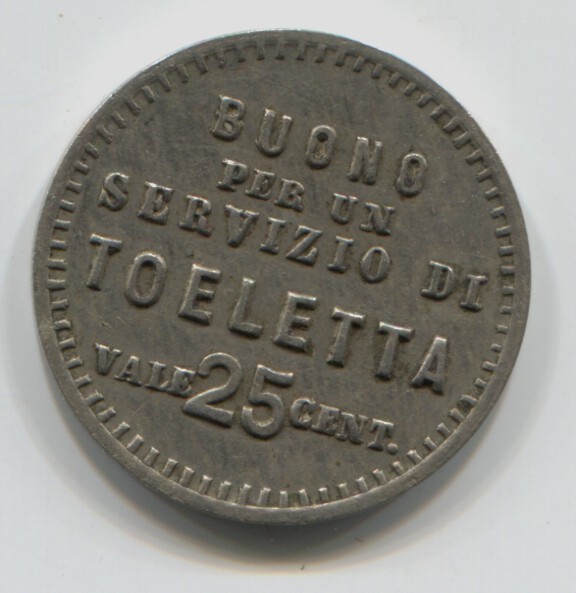 BUONO
PER UN
SERVIZIO DI
TOELETTA
VALE 25 CENT.